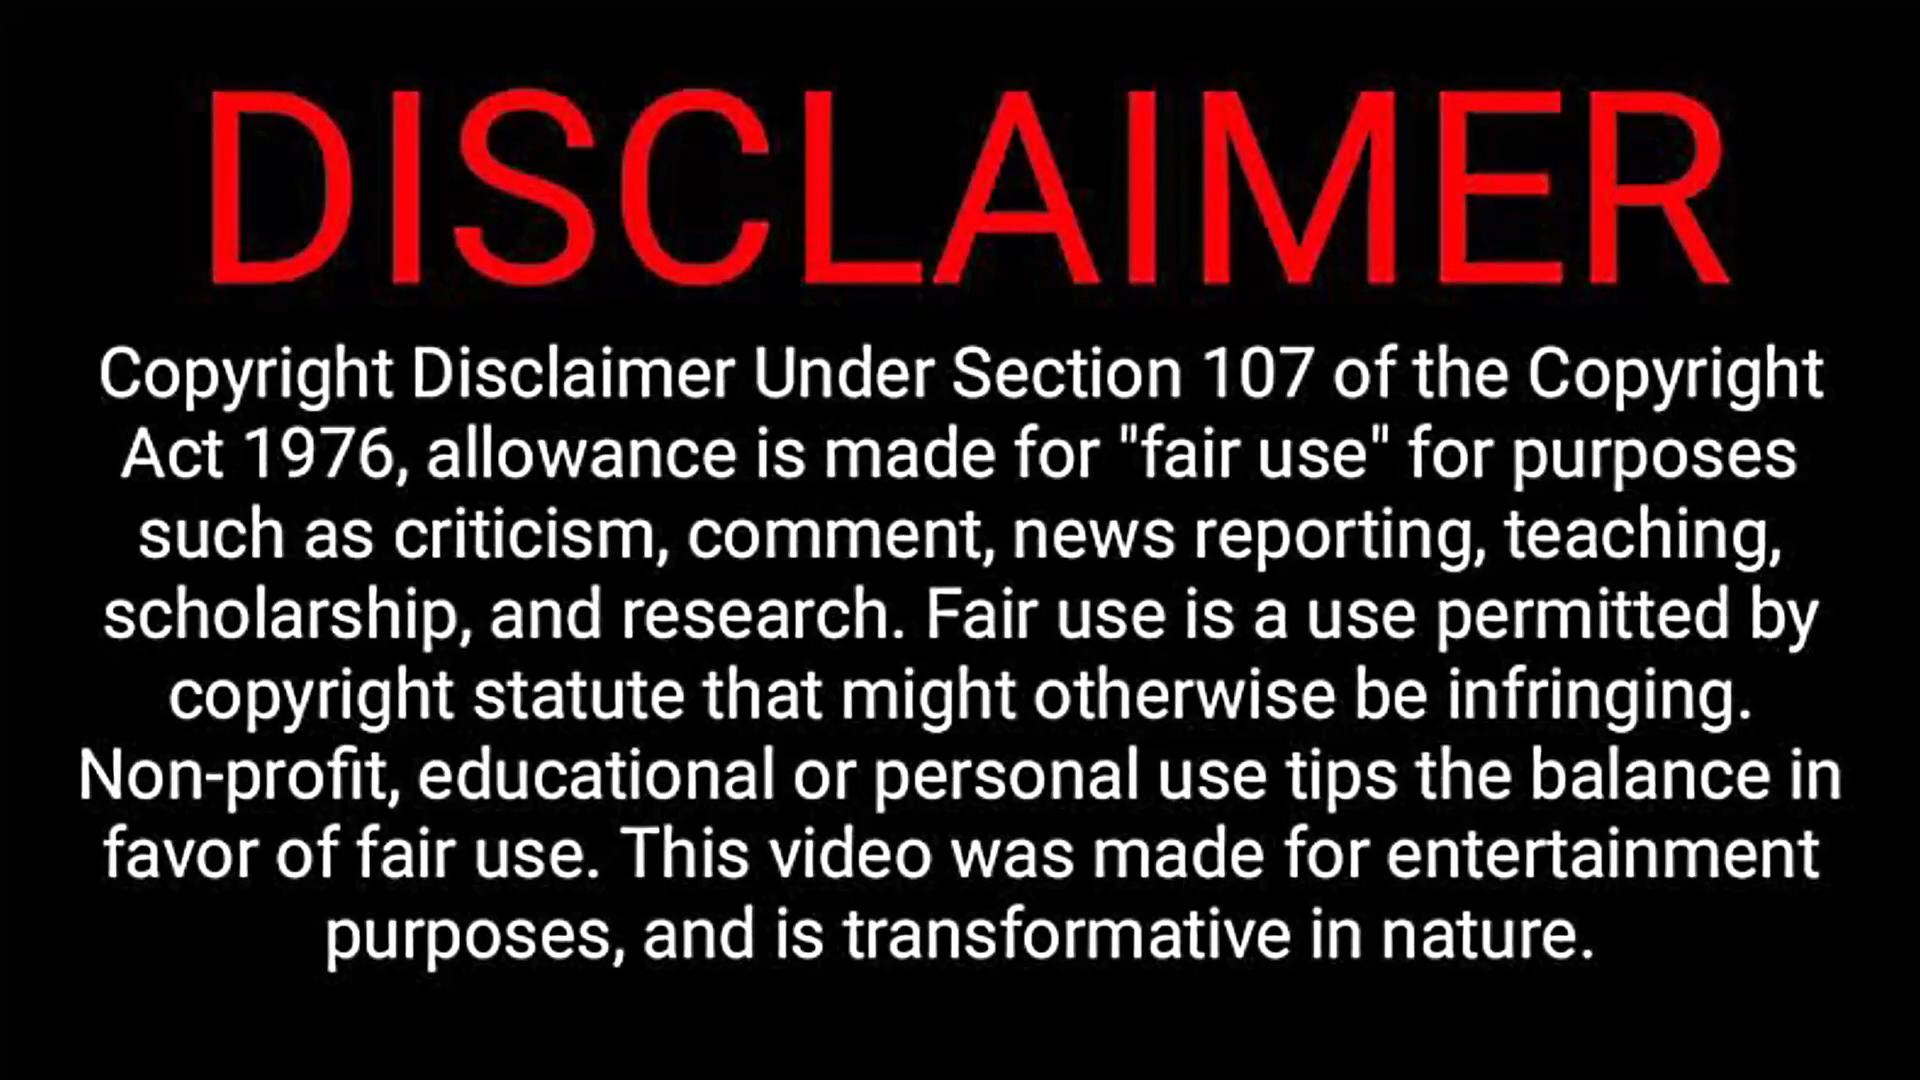 DISCLAIMER
Copyright Disclaimer Under Section 107 of the Copyright
Act 1976, allowance is made for "fair use" for purposes
such as criticism, comment, news reporting, teaching,
scholarship, and research. Fair use is a use permitted by
copyright statute that might otherwise be infringing.
Non-profit, educational or personal use tips the balance in
favor of fair use. This video was made for entertainment
purposes, and is transformative in nature.